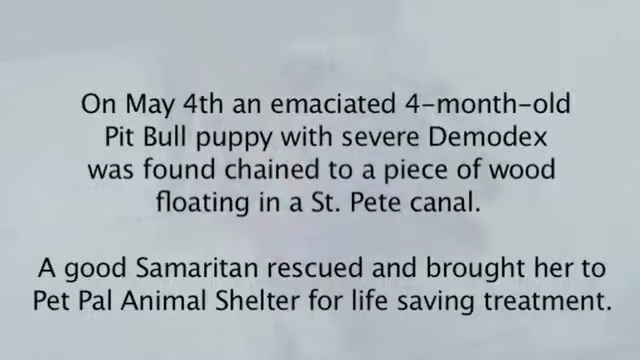 On May 4th an emaciated 4-month-old
Pit Bull puppy with severe Demodex
was found chained to a piece of wood
floating in a St. Pete canal.
A good Samaritan rescued and brought her to
Pet Pal Animal Shelter for life saving treatment.